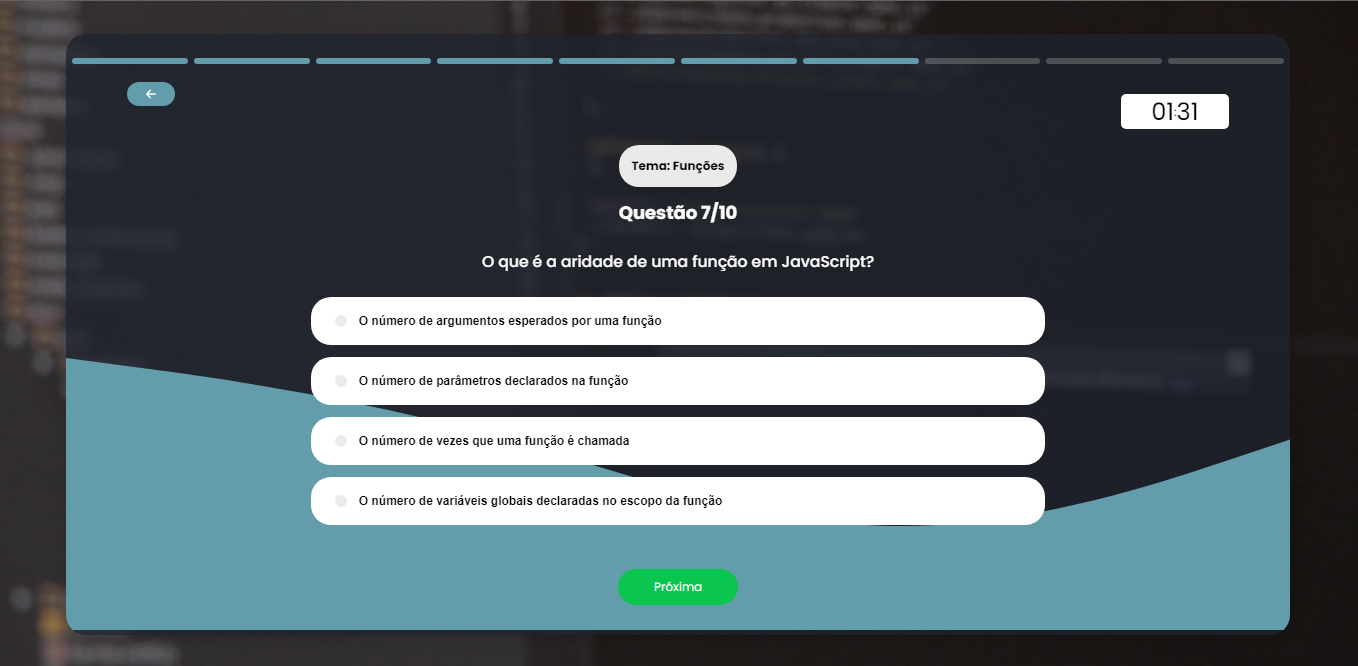 01:31
Tema: Funções
Questão 7/10
O que é a aridade de uma função em JavaScript?
O número de argumentos esperados por uma função
O número de parâmetros declarados na função
O número de vezes que uma função é chamada
O número de variáveis globais declaradas no escopo da função
Próxima